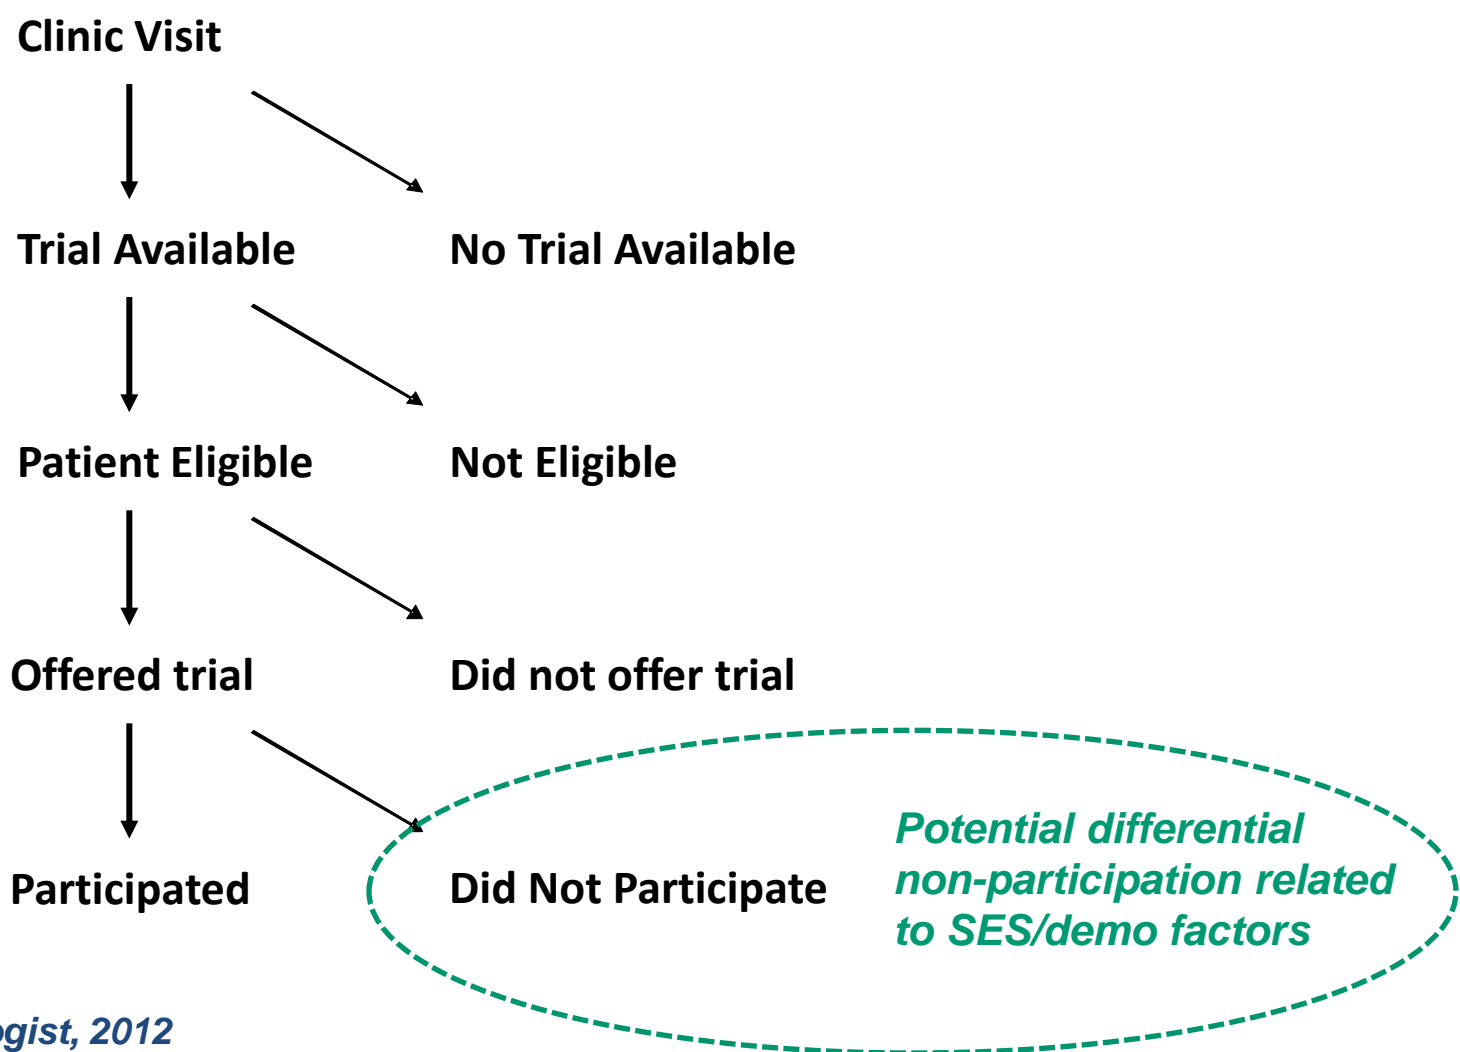 Clinic Visit
Trial Available
No Trial Available
Patient Eligible
Not Eligible
Offered trial
Did not offer trial
Participated
Did Not Participate
Potential differential
non-participation related
to SES/demo factors
gist, 2012